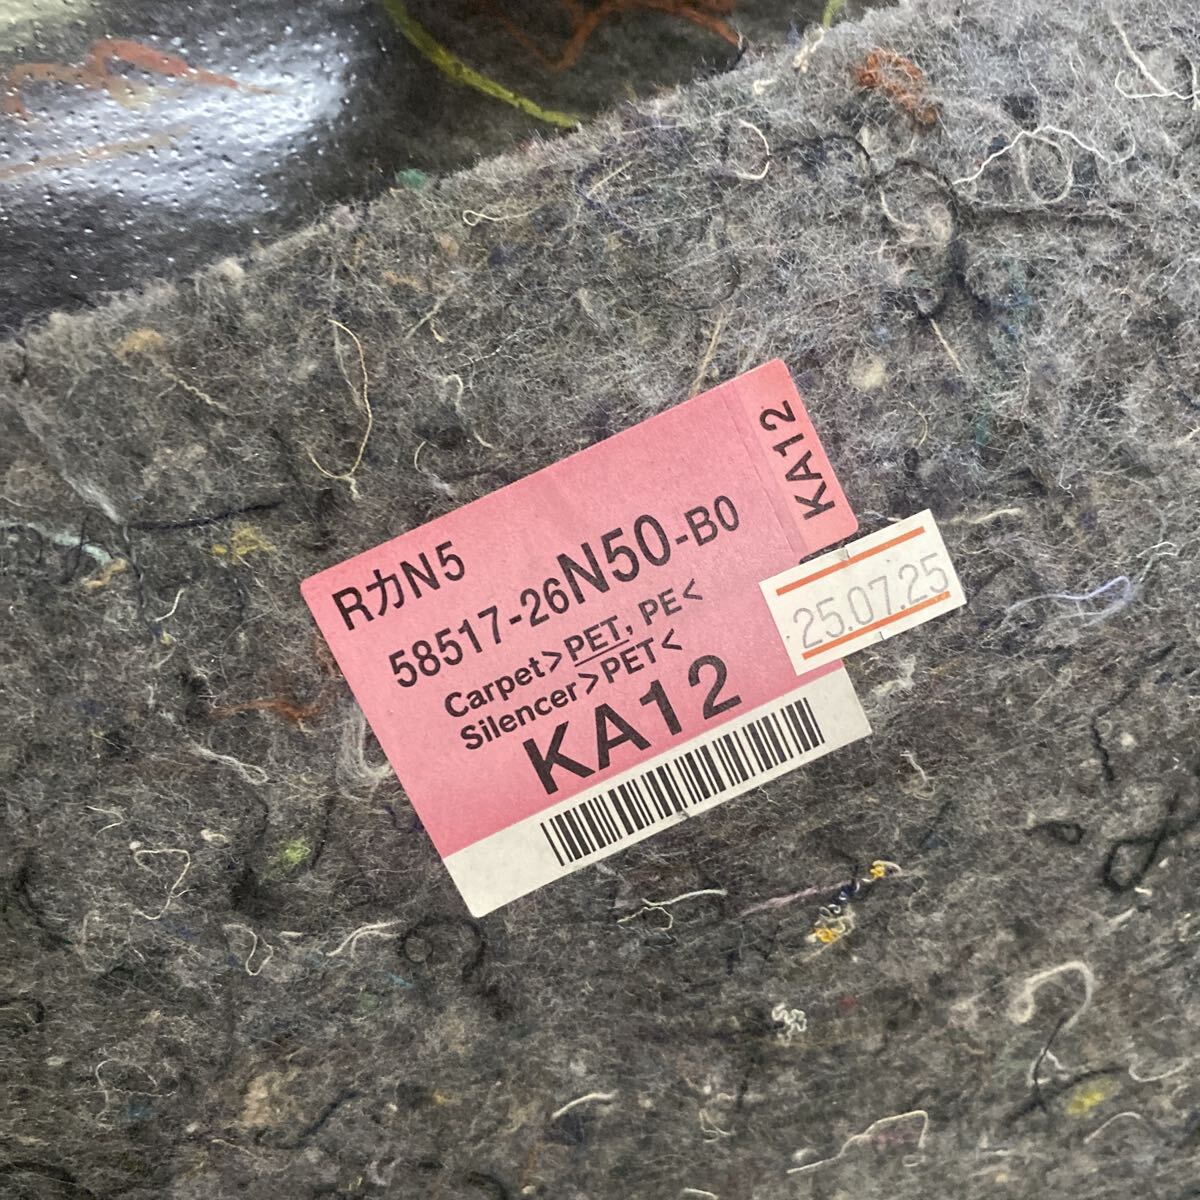 RカN5
58517-26N50-B0
Carpet>PET, PE<
Silencer>PET<
KA12
KA12
25.07.25